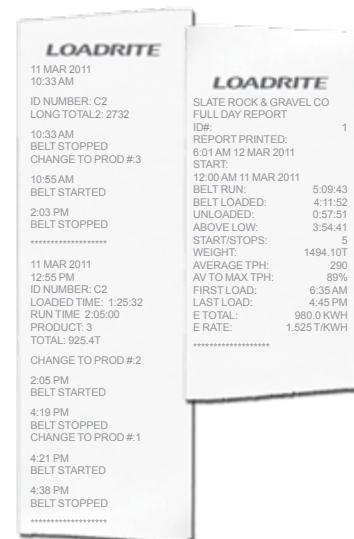 LOADRITE
11 MAR 2011
10:33 AM
ID NUMBER: C2
LONG TOTAL2: 2732
10:33 AM
BELT STOPPED
CHANGE TO PROD #:3
10:55 AM
BELT STARTED
2:03 PM
BELT STOPPED
*******************
11 MAR 2011
12:55 PM
ID NUMBER: C2
LOADED TIME: 1:25:32
RUN TIME 2:05:00
PRODUCT: 3
TOTAL: 925.4T
CHANGE TO PROD #:2
2:05 PM
BELT STARTED
4:19 PM
BELT STOPPED
CHANGE TO PROD #:1
4:21 PM
BELT STARTED
4:38 PM
BELT STOPPED
*******************
LOADRITE
SLATE ROCK & GRAVEL CO
FULL DAY REPORT
ID#: 1
REPORT PRINTED:
6:01 AM 12 MAR 2011
START:
12:00 AM 11 MAR 2011
BELT RUN: 5:09:43
BELT LOADED: 4:11:52
UNLOADED: 0:57:51
ABOVE LOW: 3:54:41
START/STOPS: 5
WEIGHT: 1494.10T
AVERAGE TPH: 290
AV TO MAX TPH: 89%
FIRST LOAD: 6:35 AM
LAST LOAD: 4:45 PM
E TOTAL: 980.0 KWH
E RATE: 1.525 T/KWH
*******************